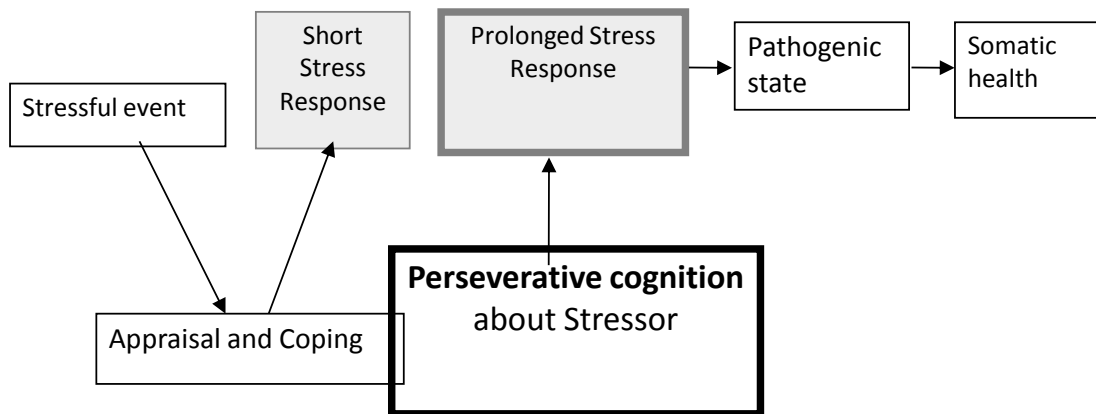 Stressful event
Short
Stress
Response
Prolonged Stress
Response
Pathogenic
state
Somatic
health
Appraisal and Coping
Perseverative cognition
about Stressor